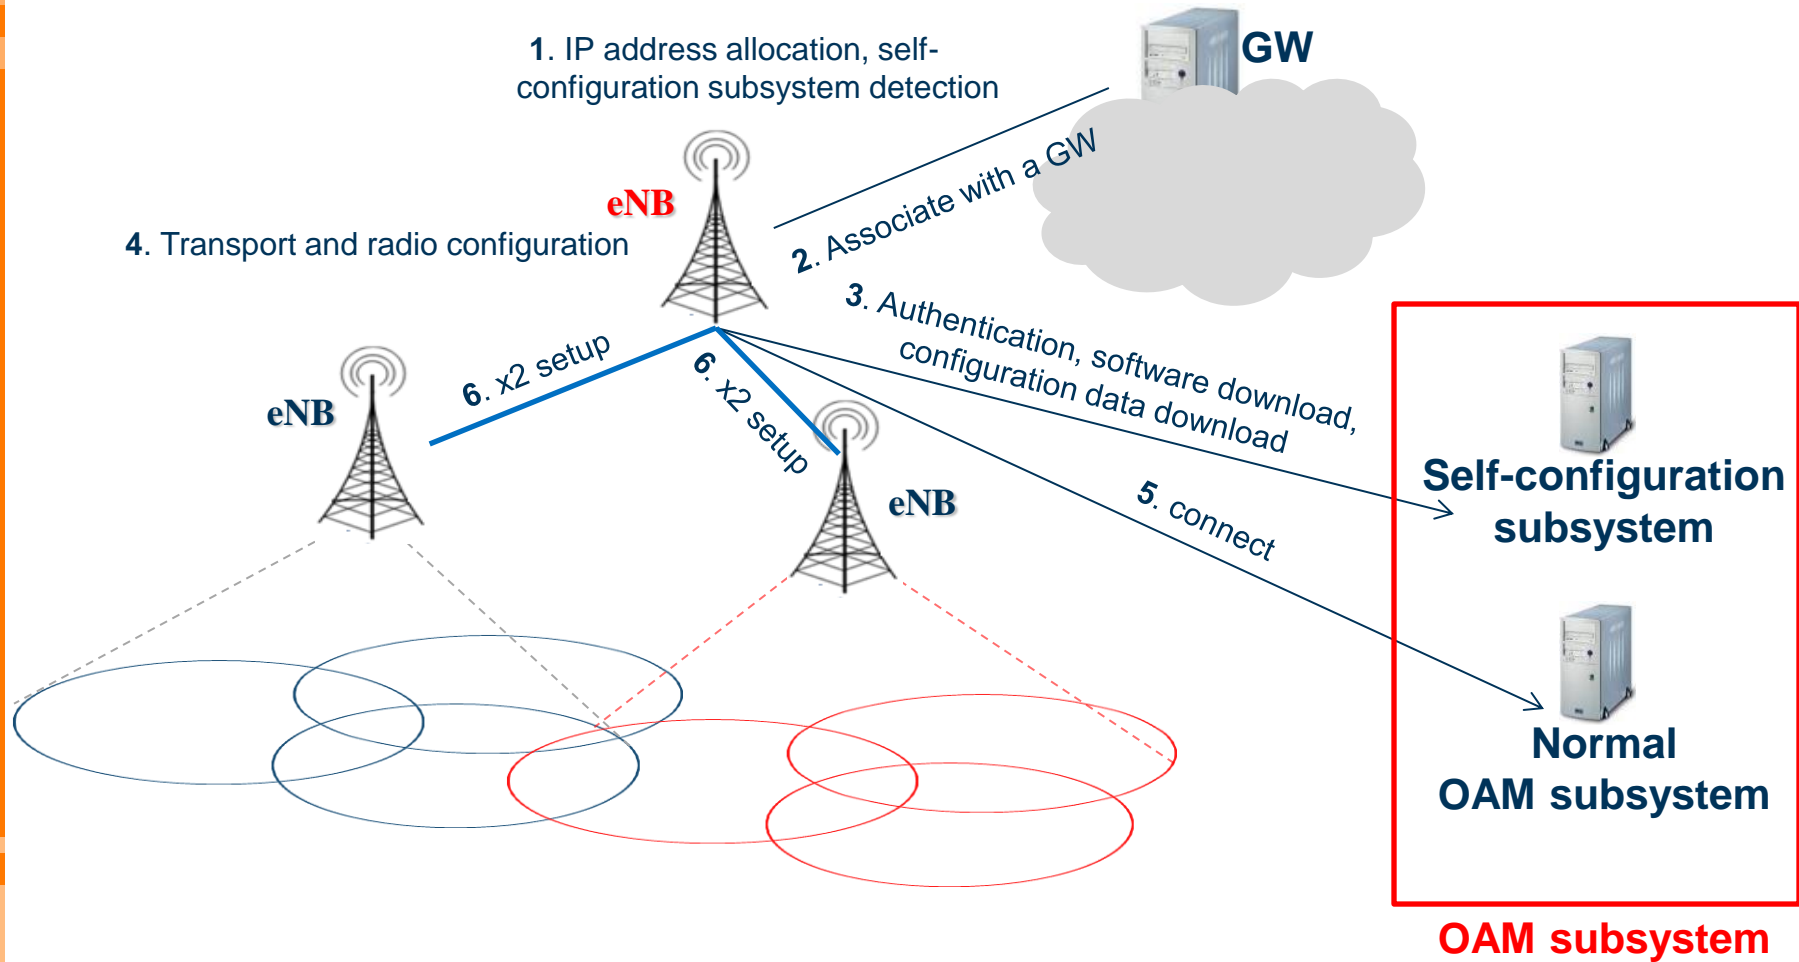 1. IP address allocation, self-
configuration subsystem detection
GW
2. Associate with a GW
eNB
4. Transport and radio configuration
3. Authentication, software download,
configuration data download
6. x2 setup
6. x2 setup
eNB
eNB
5. connect
Self-configuration
subsystem
Normal
OAM subsystem
OAM subsystem